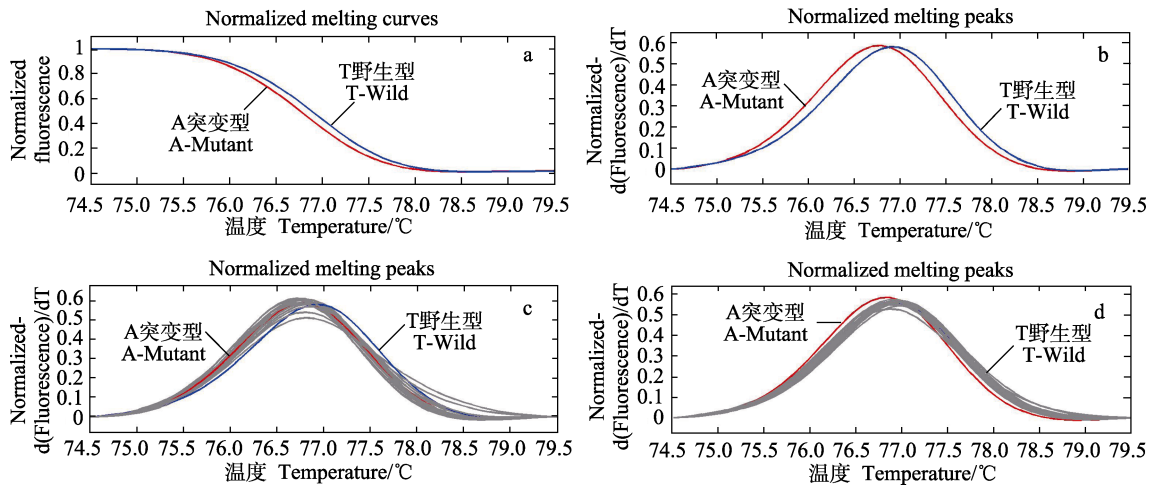 Normalized melting curves
Normalized
fluorescence
1
0.8
0.6
0.4
0.2
0
a
T野生型
T-Wild
A突变型
A-Mutant
74.5 75.0 75.5 76.0 76.5 77.0 77.5 78.0 78.5 79.0 79.5
温度 Temperature/℃
Normalized melting peaks
Normalized-
d(Fluorescence)/dT
0.6
0.5
0.4
0.3
0.2
0.1
0
b
A突变型
A-Mutant
T野生型
T-Wild
74.5 75.0 75.5 76.0 76.5 77.0 77.5 78.0 78.5 79.0 79.5
温度 Temperature/℃
Normalized melting peaks
Normalized-
d(Fluorescence)/dT
0.6
0.5
0.4
0.3
0.2
0.1
0
c
A突变型
A-Mutant
T野生型
T-Wild
74.5 75.0 75.5 76.0 76.5 77.0 77.5 78.0 78.5 79.0 79.5
温度 Temperature/℃
Normalized melting peaks
Normalized-
d(Fluorescence)/dT
0.6
0.5
0.4
0.3
0.2
0.1
0
d
A突变型
A-Mutant
T野生型
T-Wild
74.5 75.0 75.5 76.0 76.5 77.0 77.5 78.0 78.5 79.0 79.5
温度 Temperature/℃